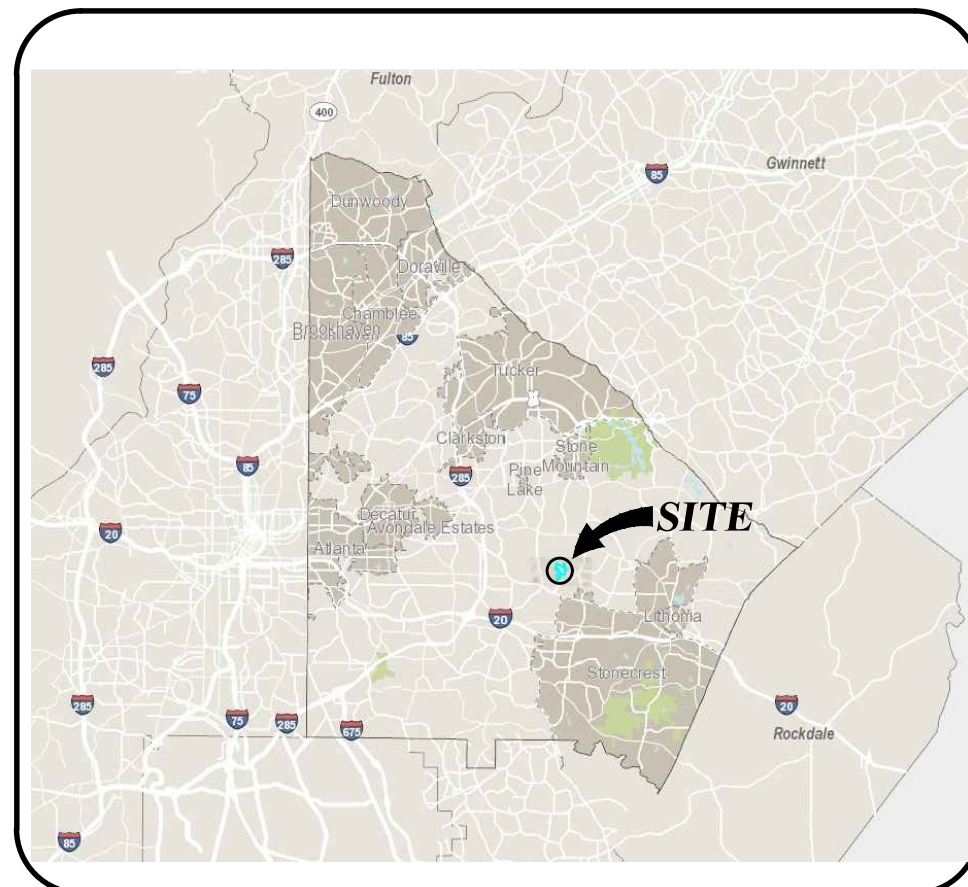 Fulton
400
Gwinnett
85
Dunwoody
285
Doraville
Chamblee
Brookhaven
Brookhaven
85
285
75
Tucker
Clarkston
85
285
Stone
Mountain
Pine
Lake
SITE
20
Decatur
Avondale Estates
Atlanta
20
Lithonia
Stonecrest
285
75
285
675
20
Rockdale
85